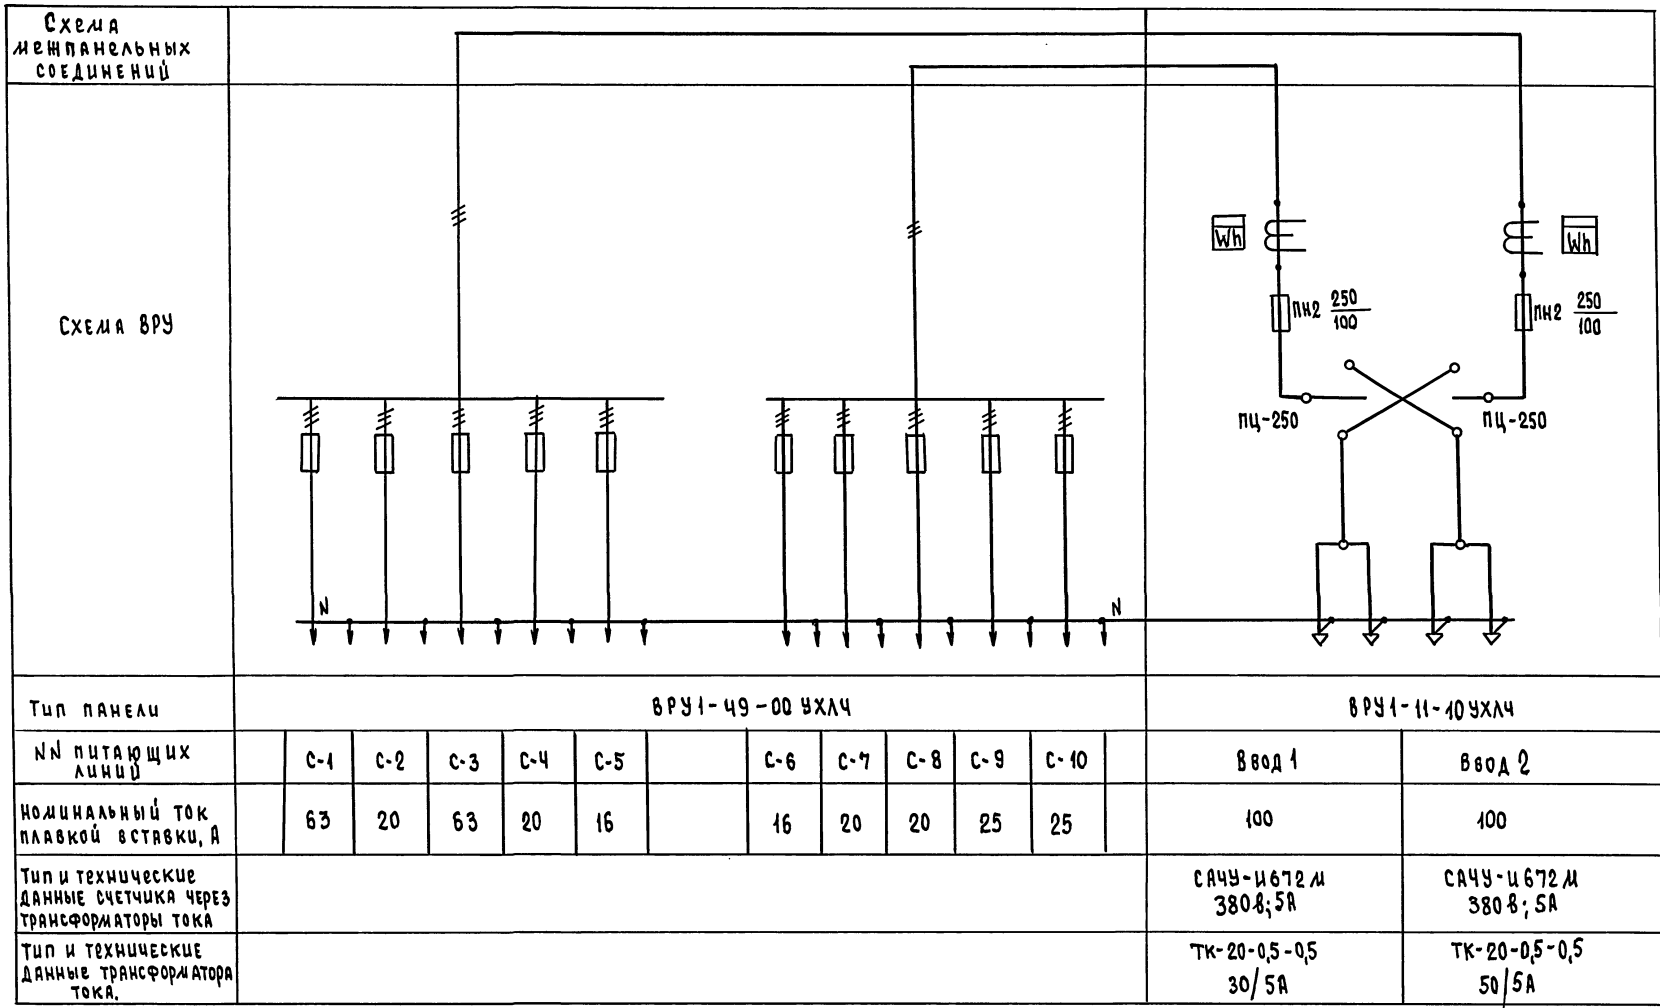 Схема
межпанельных
соединений
Схема ВРУ
Wh
Wh
ПН2 250/100
ПН2 250/100
ПЦ-250
ПЦ-250
N
N
Тип панели
ВРУ1-49-00 УХЛ4
ВРУ1-11-10УХЛ4
NN питающих
линий
С-1
С-2
С-3
С-4
С-5
С-6
С-7
С-8
С-9
С-10
Ввод 1
Ввод 2
Номинальный ток
плавкой вставки, А
63
20
63
20
16
16
20
20
25
25
100
100
Тип и технические
данные счетчика через
трансформаторы тока
СА4У-И672М
380В; 5А
СА4У-И672М
380В; 5А
Тип и технические
данные трансформатора
тока.
ТК-20-0,5-0,5
30/5А
ТК-20-0,5-0,5
50/5А